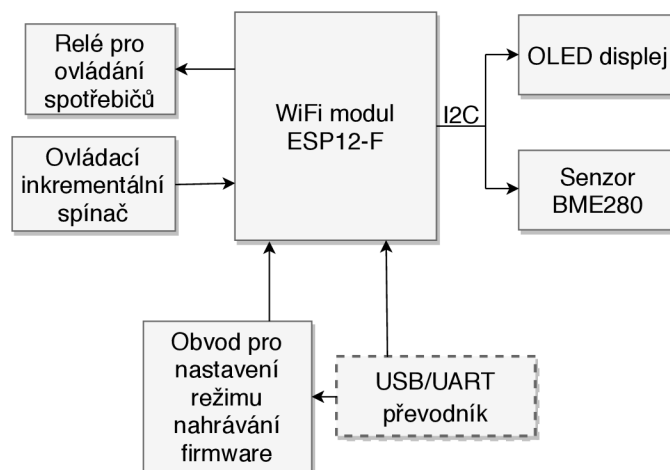 Relé pro
ovládání
spotřebičů
WiFi modul
ESP12-F
I2C
OLED displej
Ovládací
inkrementální
spínač
Senzor
BME280
Obvod pro
nastavení
režimu
nahrávání
firmware
USB/UART
převodník